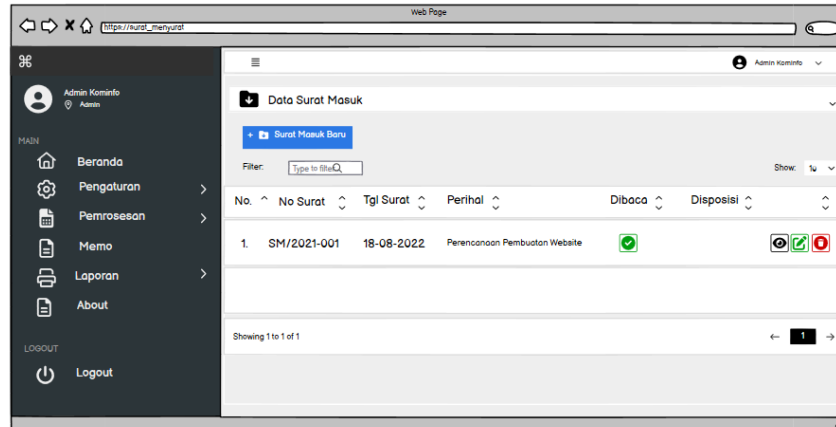 Web Page
https://surat_menyurat
Admin Kominfo
Admin
MAIN
Beranda
Pengaturan
Pemrosesan
Memo
Laporan
About
LOGOUT
Logout
Admin Kominfo
Data Surat Masuk
+ Surat Masuk Baru
Filter: Type to filter Show: 10
No. No Surat Tgl Surat Perihal Dibaca Disposisi
1. SM/2021-001 18-08-2022 Perencanaan Pembuatan Website
Showing 1 to 1 of 1
← 1 →